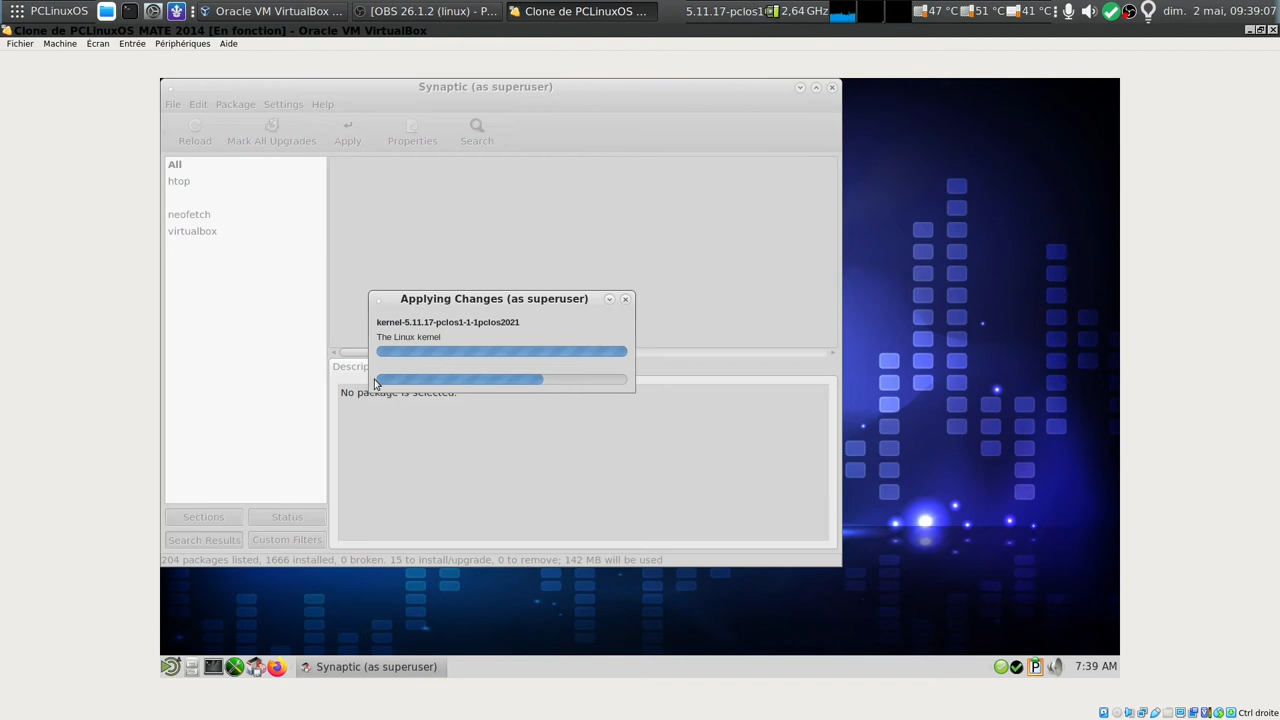 PCLinuxOS
Oracle VM VirtualBox ...
[OBS 26.1.2 (linux) - P...
Clone de PCLinuxOS ...
5.11.17-pclos1
2,64GHz
47 °C
51 °C
41 °C
dim. 2 mai, 09:39:07
Clone de PCLinuxOS MATE 2014 [En fonction] - Oracle VM VirtualBox
Fichier Machine Écran Entrée Périphériques Aide
Synaptic (as superuser)
File Edit Package Settings Help
Reload Mark All Upgrades Apply Properties Search
All
htop
neofetch
virtualbox
Applying Changes (as superuser)
kernel-5.11.17-pclos1-1-1pclos2021
The Linux kernel
Descrip
No package is selected.
Sections Status
Search Results Custom Filters
204 packages listed, 1666 installed, 0 broken. 15 to install/upgrade, 0 to remove; 142 MB will be used
Synaptic (as superuser)
P
7:39 AM
Ctrl droite